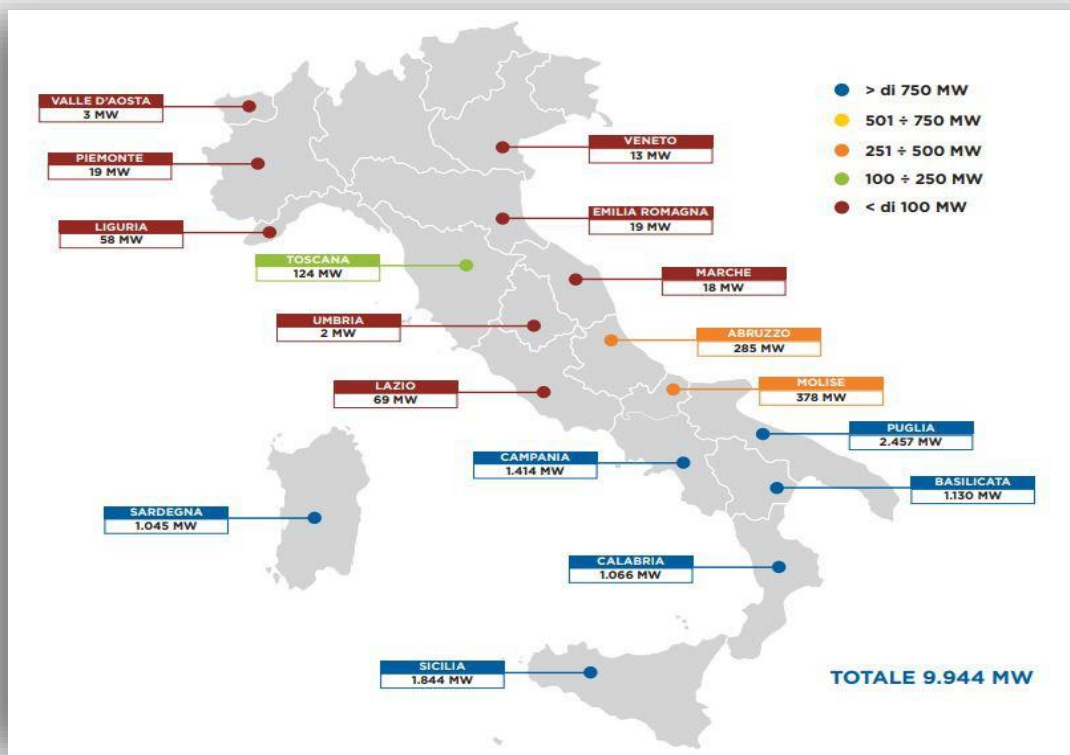 VALLE D'AOSTA
3 MW
PIEMONTE
19 MW
LIGURIA
58 MW
TOSCANA
124 MW
UMBRIA
2 MW
LAZIO
69 MW
CAMPANIA
1.414 MW
SARDEGNA
1.045 MW
CALABRIA
1.066 MW
SICILIA
1.844 MW
VENETO
13 MW
EMILIA ROMAGNA
19 MW
MARCHE
18 MW
ABRUZZO
285 MW
MOLISE
378 MW
PUGLIA
2.457 MW
BASILICATA
1.130 MW
> di 750 MW
501 ÷ 750 MW
251 ÷ 500 MW
100 ÷ 250 MW
< di 100 MW
TOTALE 9.944 MW